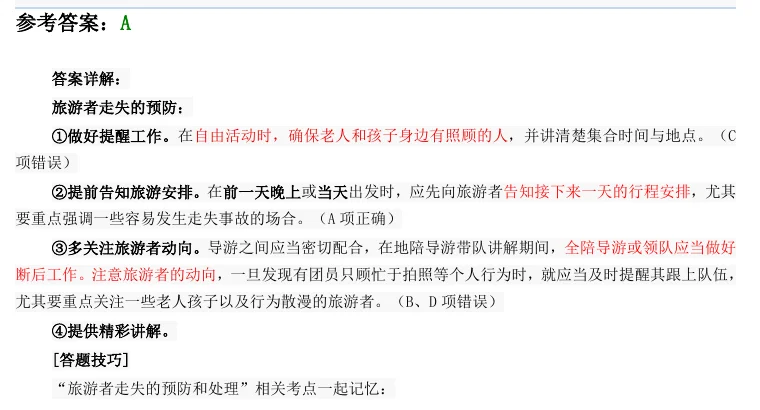 参考答案：A
答案详解：
旅游者走失的预防：
①做好提醒工作。在自由活动时，确保老人和孩子身边有照顾的人，并讲清楚集合时间与地点。（C
项错误）
②提前告知旅游安排。在前一天晚上或当天出发时，应先向旅游者告知接下来一天的行程安排，尤其
要重点强调一些容易发生走失事故的场合。（A 项正确）
③多关注旅游者动向。导游之间应当密切配合，在地陪导游带队讲解期间，全陪导游或领队应当做好
断后工作。注意旅游者的动向，一旦发现有团员只顾忙于拍照等个人行为时，就应当及时提醒其跟上队伍，
尤其要重点关注一些老人孩子以及行为散漫的旅游者。（B、D 项错误）
④提供精彩讲解。
[答题技巧]
“旅游者走失的预防和处理”相关考点一起记忆：